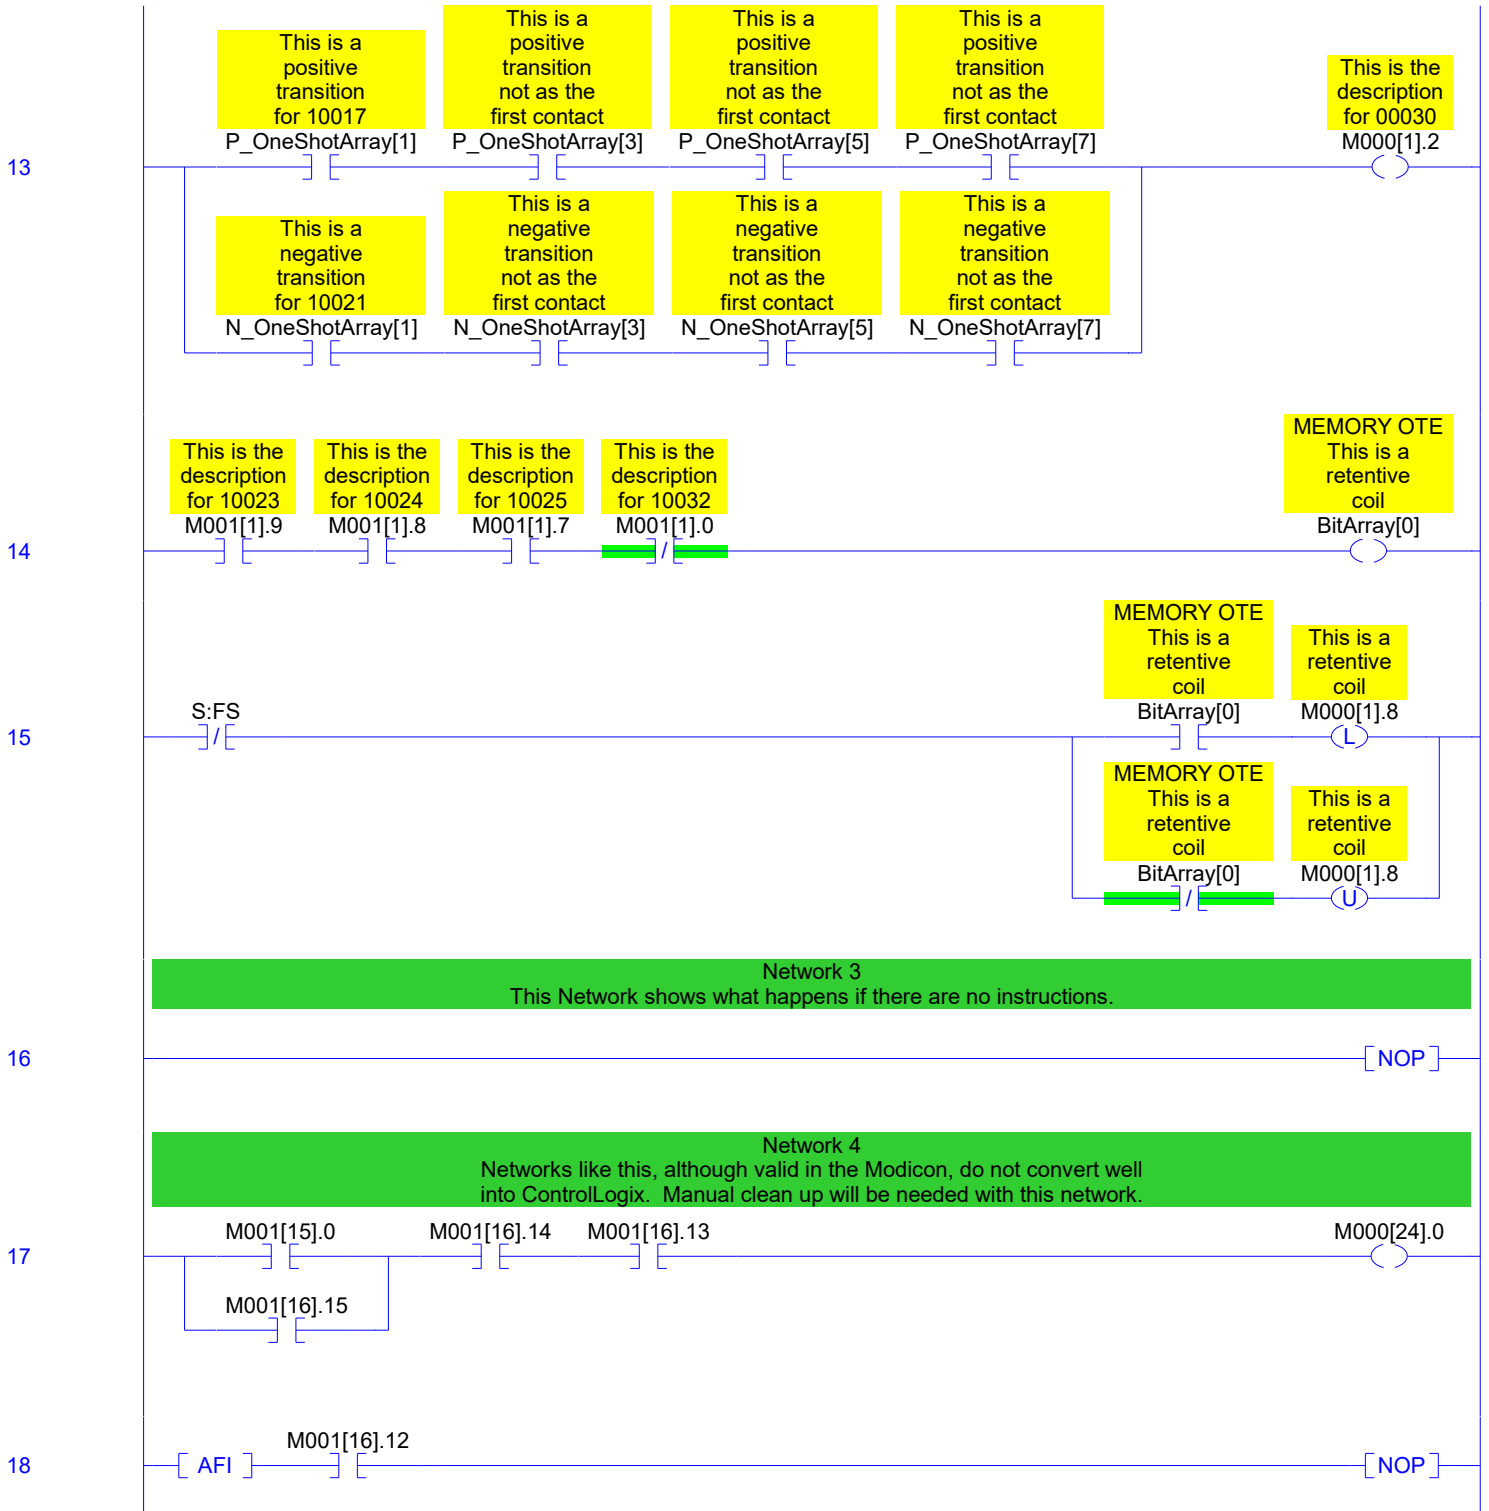 This is a
positive
transition
for 10017
P_OneShotArray[1]
This is a
positive
transition
not as the
first contact
P_OneShotArray[3]
This is a
positive
transition
not as the
first contact
P_OneShotArray[5]
This is a
positive
transition
not as the
first contact
P_OneShotArray[7]
This is the
description
for 00030
M000[1].2
13
This is a
negative
transition
for 10021
N_OneShotArray[1]
This is a
negative
transition
not as the
first contact
N_OneShotArray[3]
This is a
negative
transition
not as the
first contact
N_OneShotArray[5]
This is a
negative
transition
not as the
first contact
N_OneShotArray[7]
This is the
description
for 10023
M001[1].9
This is the
description
for 10024
M001[1].8
This is the
description
for 10025
M001[1].7
This is the
description
for 10032
M001[1].0
/
MEMORY OTE
This is a
retentive
coil
BitArray[0]
14
S:FS
/
MEMORY OTE
This is a
retentive
coil
BitArray[0]
This is a
retentive
coil
M000[1].8
L
15
MEMORY OTE
This is a
retentive
coil
BitArray[0]
/
This is a
retentive
coil
M000[1].8
U
Network 3
This Network shows what happens if there are no instructions.
16
NOP
Network 4
Networks like this, although valid in the Modicon, do not convert well
into ControlLogix. Manual clean up will be needed with this network.
M001[15].0
M001[16].14
M001[16].13
M000[24].0
17
M001[16].15
18
AFI
M001[16].12
NOP